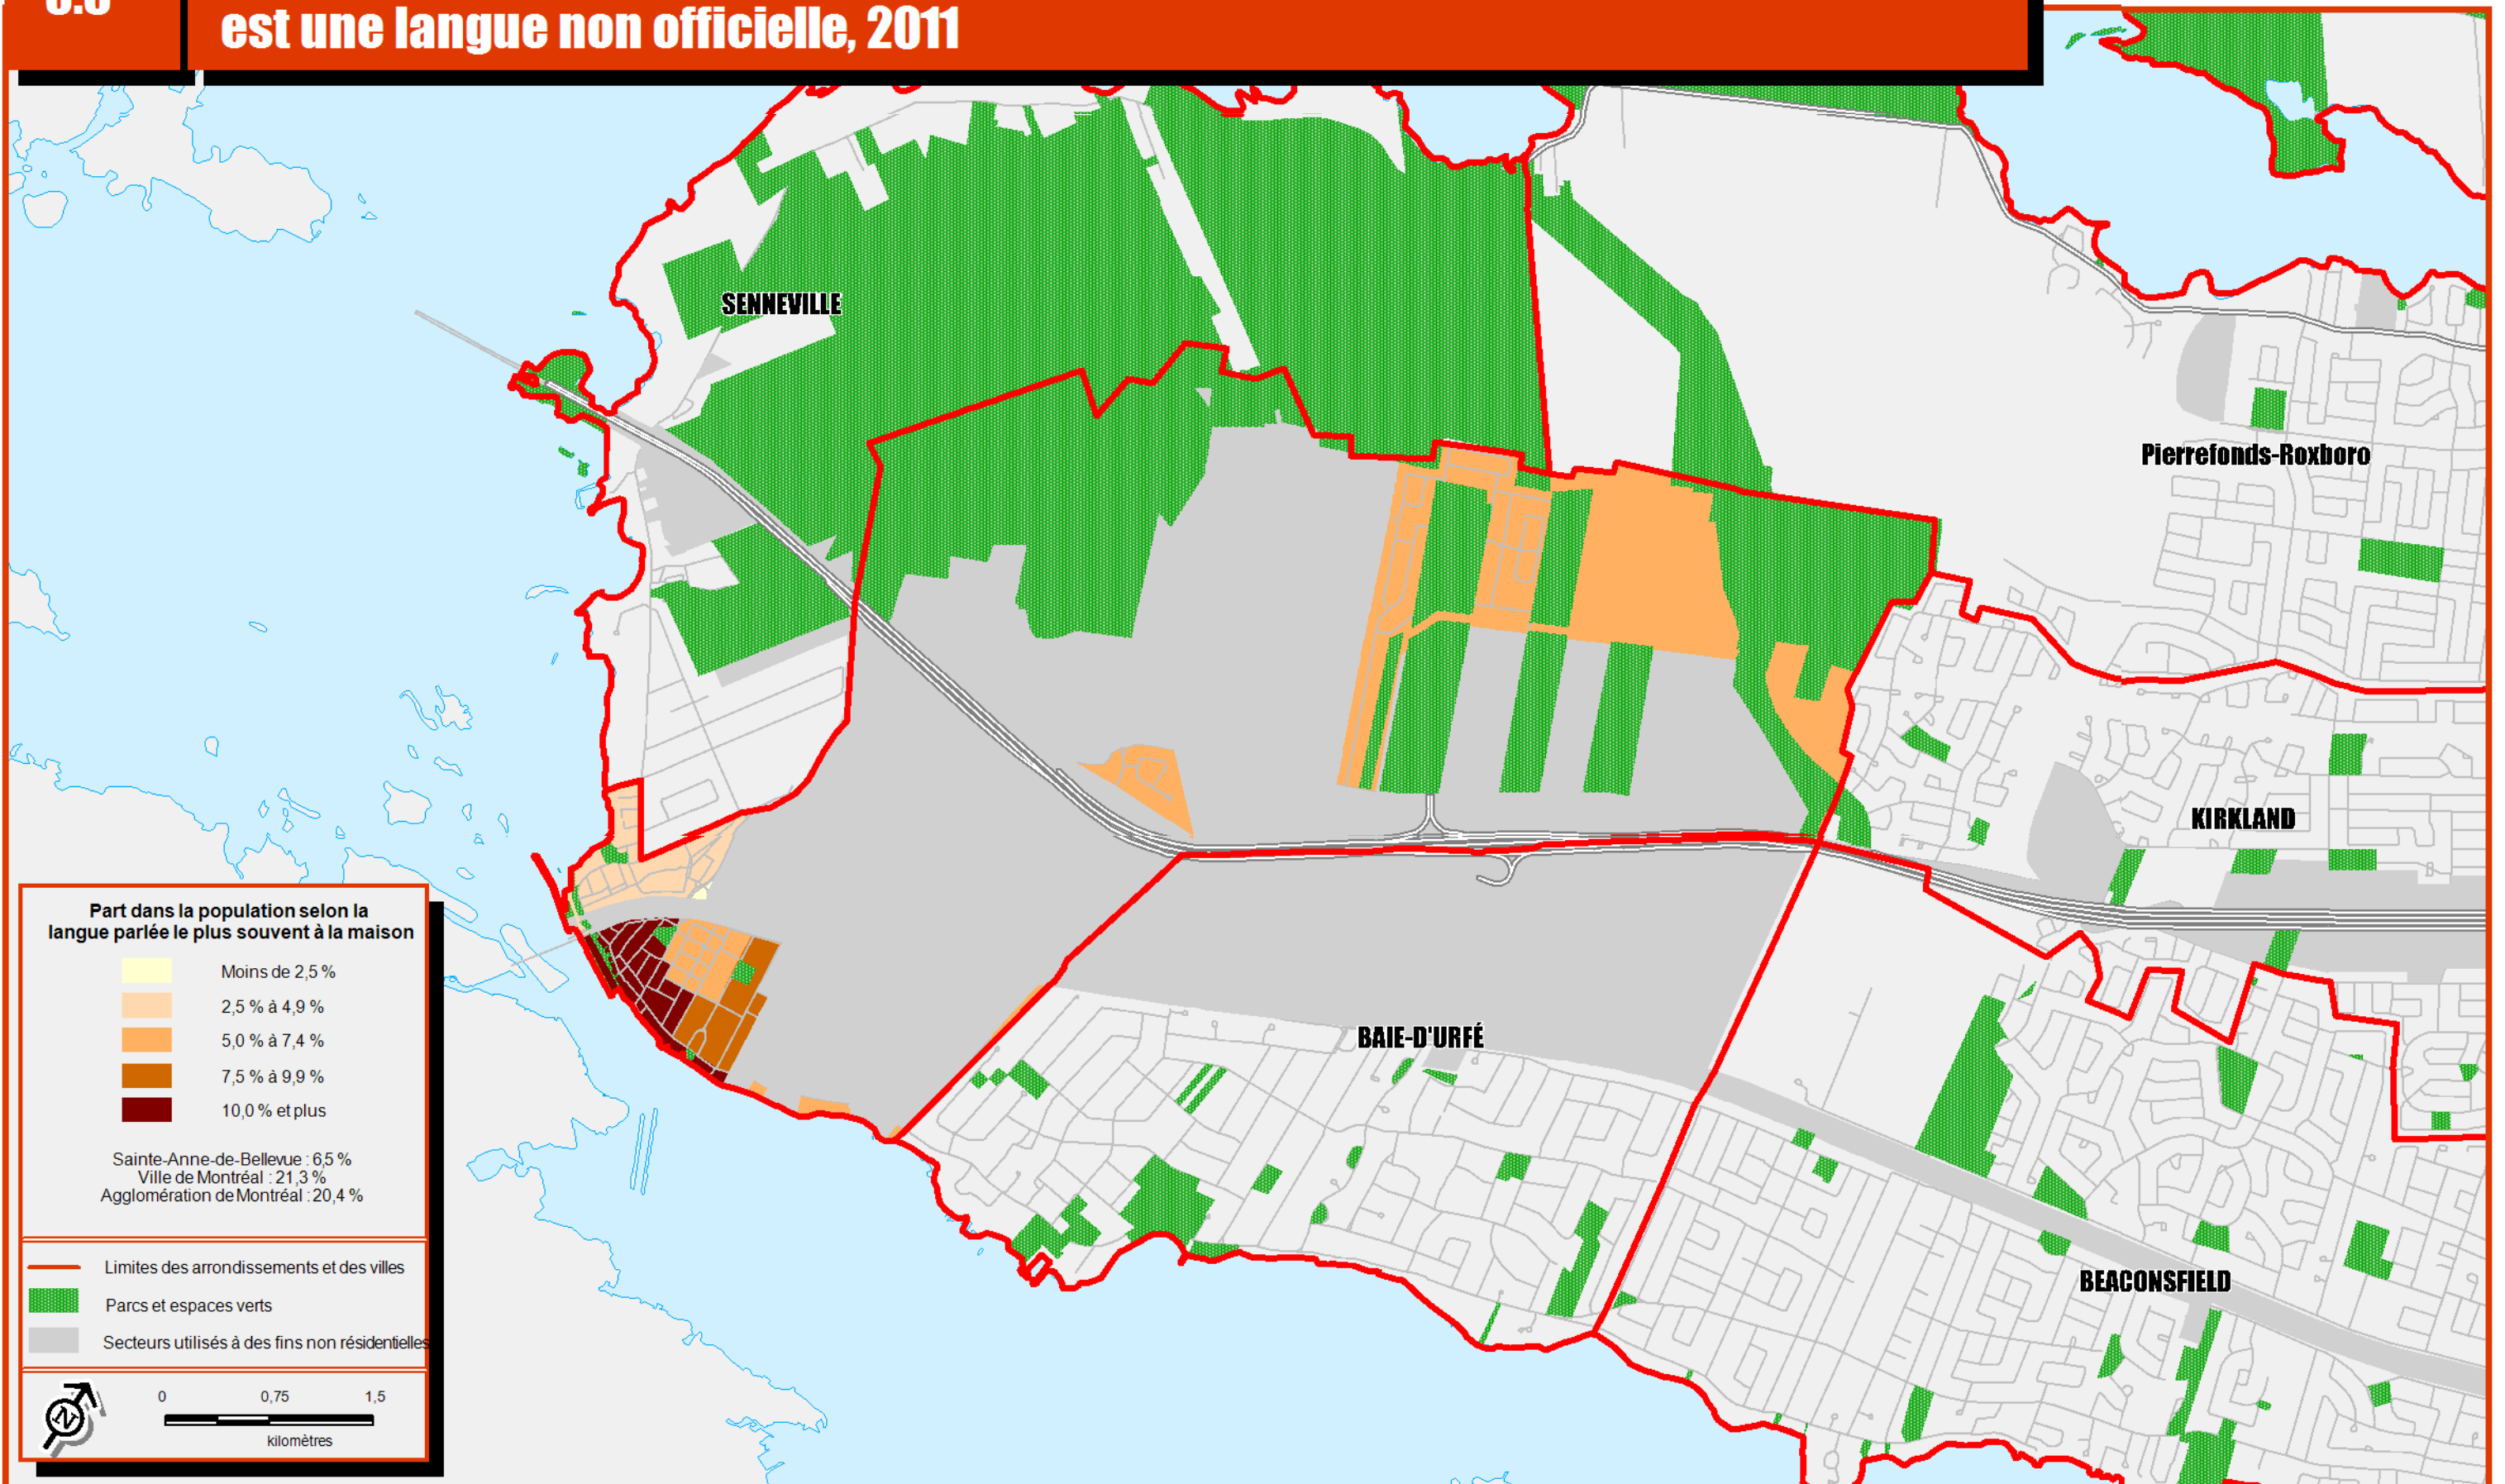 est une langue non officielle, 2011
SENNEVILLE
Pierrefonds-Roxboro
KIRKLAND
BAIE-D'URFÉ
BEACONSFIELD
Part dans la population selon la
langue parlée le plus souvent à la maison
Moins de 2,5 %
2,5 % à 4,9 %
5,0 % à 7,4 %
7,5 % à 9,9 %
10,0 % et plus
Sainte-Anne-de-Bellevue : 6,5 %
Ville de Montréal : 21,3 %
Agglomération de Montréal : 20,4 %
Limites des arrondissements et des villes
Parcs et espaces verts
Secteurs utilisés à des fins non résidentielles
N
0 0,75 1,5
kilomètres